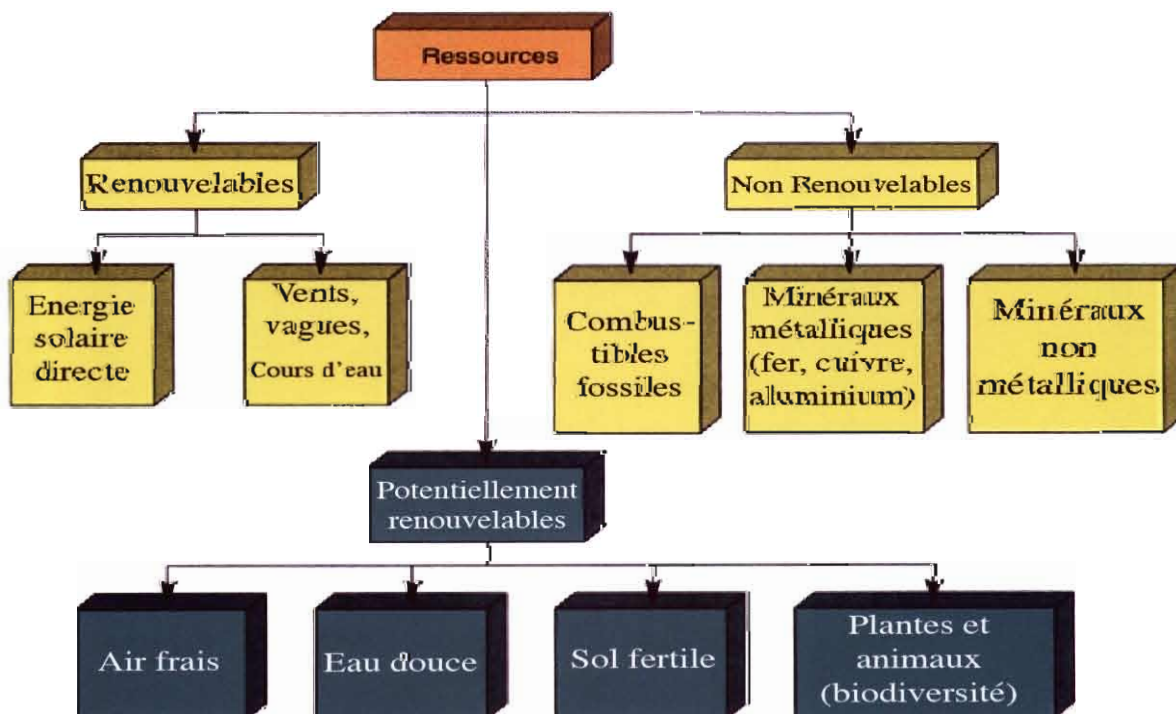 Ressources
Renouvelables
Non Renouvelables
Energie
solaire
directe
Vents,
vagues,
Cours d'eau
Combus-
tibles
fossiles
Minéraux
métalliques
(fer, cuivre,
aluminium)
Minéraux
non
métalliques
Potentiellement
renouvelables
Air frais
Eau douce
Sol fertile
Plantes et
animaux
(biodiversité)